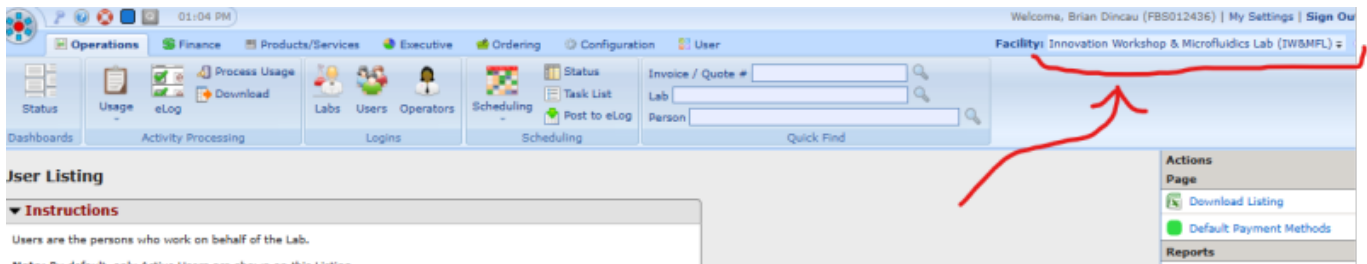 01:04 PM
Welcome, Brian Dincau (FBS012436) | My Settings | Sign Ou
Operations Finance Products/Services Executive Ordering Configuration User
Facility: Innovation Workshop & Microfluidics Lab (IW&MFL)
Process Usage Status Invoice / Quote #
Download Task List Lab
Status Usage eLog Labs Users Operators Scheduling Post to eLog Person
Dashboards Activity Processing Logins Scheduling Quick Find
User Listing
Actions
Page
Instructions
Download Listing
Users are the persons who work on behalf of the Lab.
Default Payment Methods
Reports